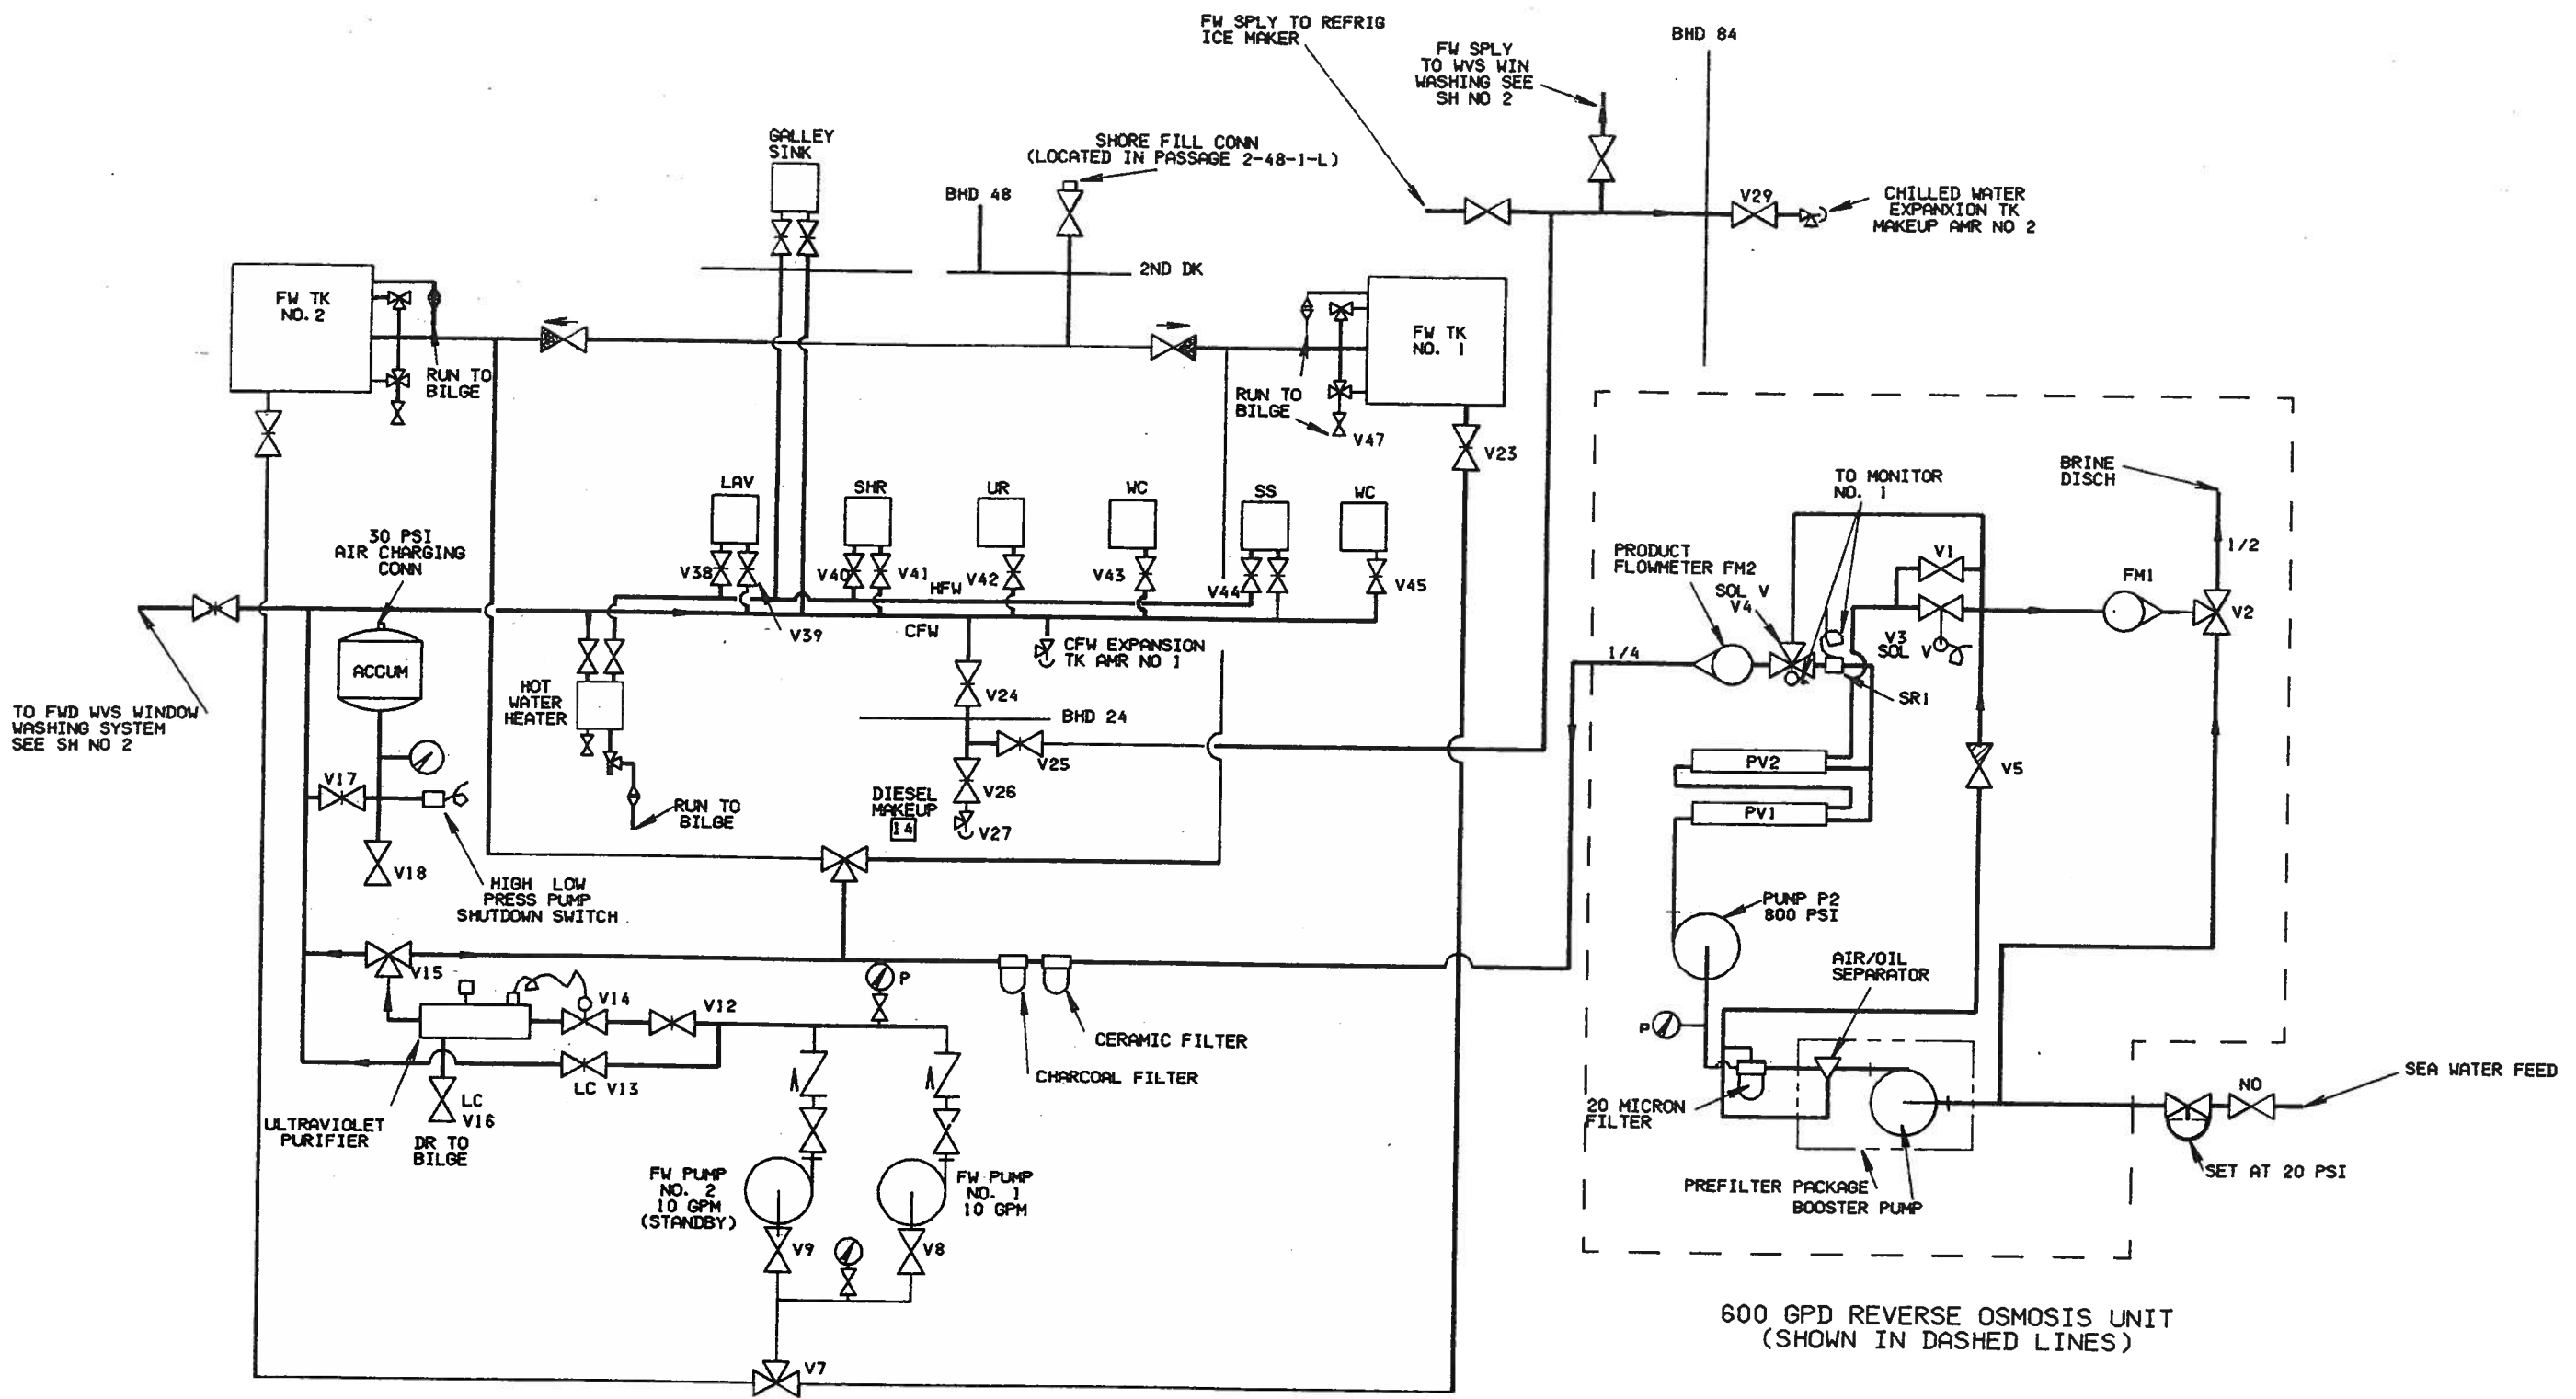 FW SPLY TO REFRIG
ICE MAKER
FW SPLY
TO WVS WIN
WASHING SEE
SH NO 2
BHD 84
GALLEY
SINK
SHORE FILL CONN
(LOCATED IN PASSAGE 2-48-1-L)
BHD 48
V29
CHILLED WATER
EXPANXION TK
MAKEUP AMR NO 2
2ND DK
FW TK
NO. 2
FW TK
NO. 1
RUN TO
BILGE
RUN TO
BILGE
V47
V23
LAV
SHR
UR
WC
SS
WC
30 PSI
AIR CHARGING
CONN
V38
V40
V41
V42
V43
V44
V45
HFW
V39
CFW
CFW EXPANSION
TK AMR NO 1
ACCUM
HOT
WATER
HEATER
V24
BHD 24
TO FWD WVS WINDOW
WASHING SYSTEM
SEE SH NO 2
V25
V17
V26
DIESEL
MAKEUP
14
V27
RUN TO
BILGE
V18
HIGH LOW
PRESS PUMP
SHUTDOWN SWITCH
V15
P
V14
V12
CERAMIC FILTER
CHARCOAL FILTER
LC V13
LC
V16
ULTRAVIOLET
PURIFIER
DR TO
BILGE
FW PUMP
NO. 2
10 GPM
(STANDBY)
FW PUMP
NO. 1
10 GPM
V9
V8
V7
BRINE
DISCH
TO MONITOR
NO. 1
1/2
PRODUCT
FLOWMETER FM2
SOL V
V4
V1
FM1
V2
V3
SOL V
1/4
SR1
PV2
V5
PV1
PUMP P2
800 PSI
AIR/OIL
SEPARATOR
P
20 MICRON
FILTER
NO
SEA WATER FEED
SET AT 20 PSI
PREFILTER PACKAGE
BOOSTER PUMP
600 GPD REVERSE OSMOSIS UNIT
(SHOWN IN DASHED LINES)